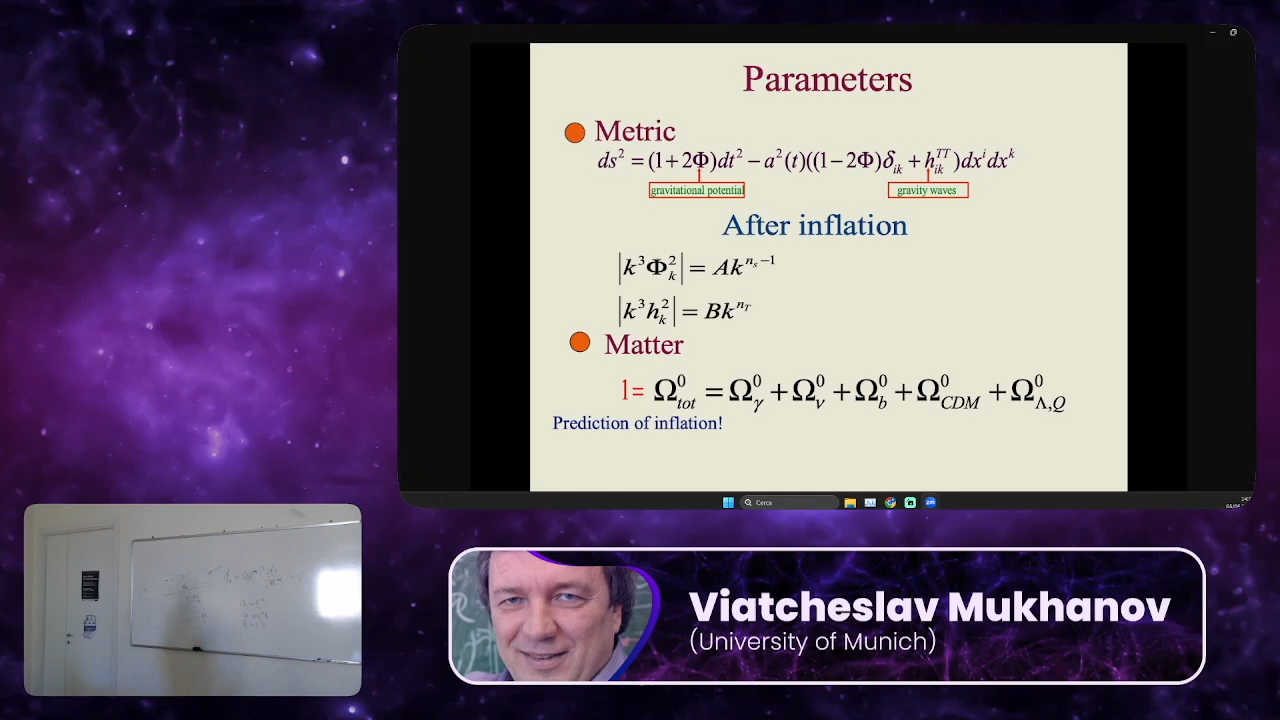 Parameters
Metric
ds² = (1+2Φ)dt² − a²(t)((1−2Φ)δ_ik + h_ik^TT)dx^i dx^k
gravitational potential
gravity waves
After inflation
|k³Φ_k²| = Ak^(n_s−1)
|k³h_k²| = Bk^(n_T)
Matter
1= Ω_tot^0 = Ω_γ^0 + Ω_ν^0 + Ω_b^0 + Ω_CDM^0 + Ω_Λ,Q^0
Prediction of inflation!
Cerca
Viatcheslav Mukhanov
(University of Munich)